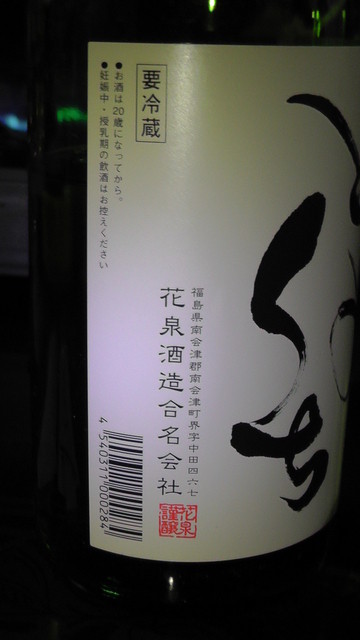 要冷蔵
●お酒は20歳になってから。
●妊娠中・授乳期の飲酒はお控えください
福島県南会津郡南会津町界字中田四六七
花泉酒造合名会社
花泉
謹醸
4 540311 000284